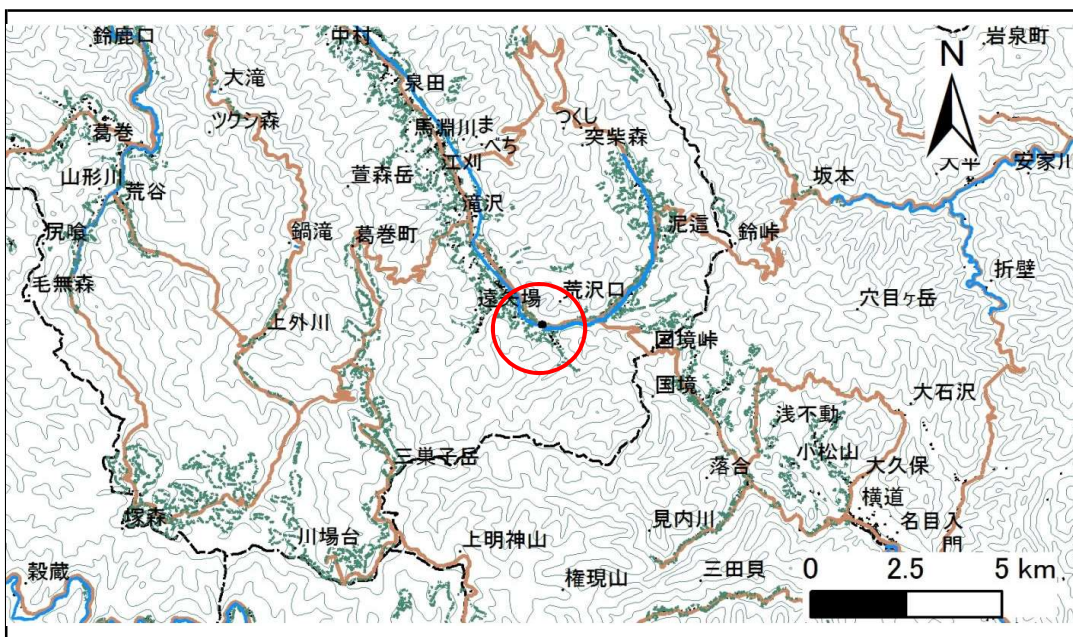 鈴鹿口
中村
岩泉町
N
大滝
泉田
ツクシ森
馬淵川
まべち
つくし
突柴森
葛巻
江刈
萱森岳
山形川
荒谷
坂本
安家川
滝沢
泥這
鈴峠
尻喰
鍋滝
葛巻町
折壁
毛無森
荒沢口
穴目ヶ岳
上外川
国境峠
国境
大石沢
浅不動
小松山
三巣子岳
落合
大久保
横道
塚森
見内川
名目入
川場台
上明神山
権現山
三田貝
穀蔵
0 2.5 5 km